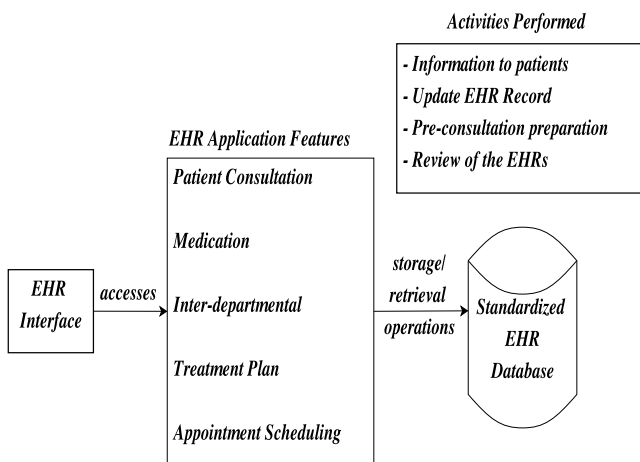 Activities Performed
- Information to patients
- Update EHR Record
- Pre-consultation preparation
- Review of the EHRs
EHR Application Features
Patient Consultation
Medication
Inter-departmental
Treatment Plan
Appointment Scheduling
EHR
Interface
accesses
storage/
retrieval
operations
Standardized
EHR
Database